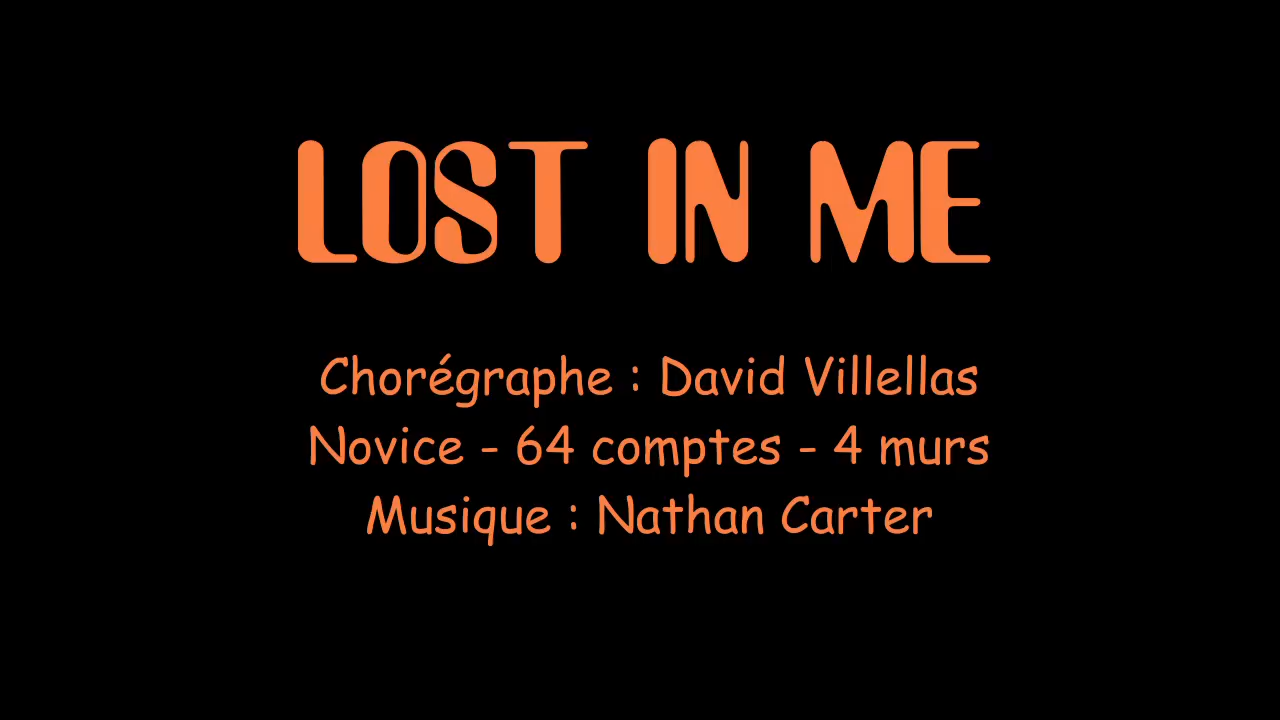 LOST IN ME
Chorégraphe : David Villellas
Novice - 64 comptes - 4 murs
Musique : Nathan Carter